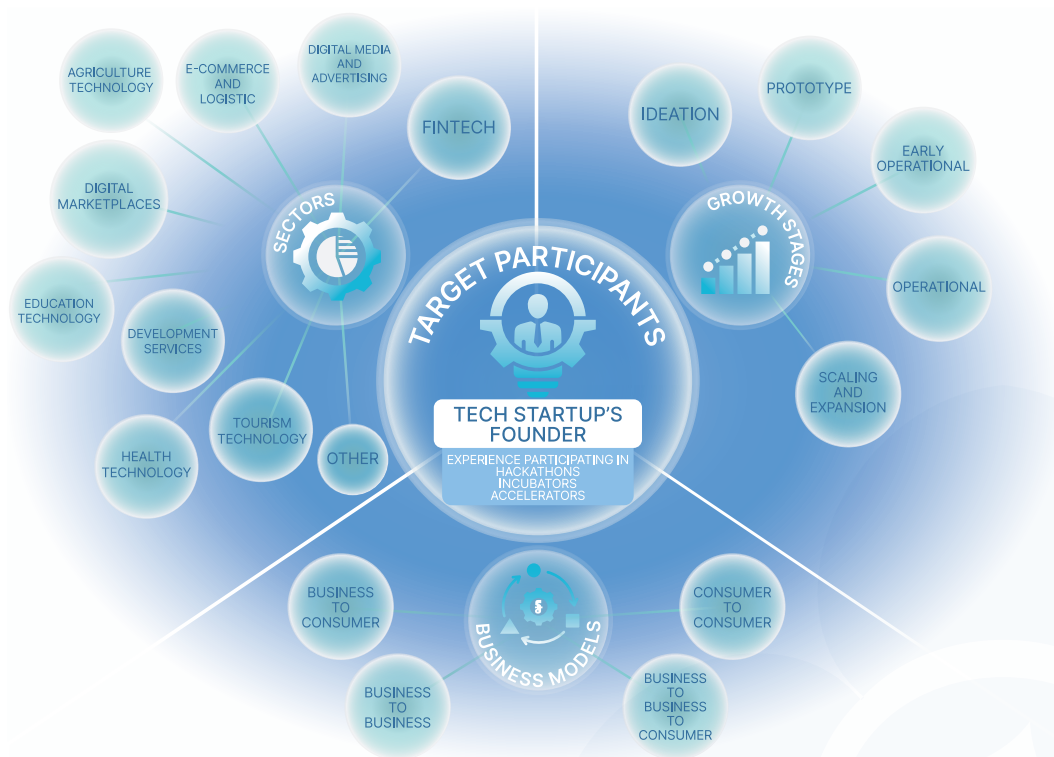 DIGITAL MEDIA
AND
ADVERTISING
E-COMMERCE
AND
LOGISTIC
AGRICULTURE
TECHNOLOGY
FINTECH
DIGITAL
MARKETPLACES
SECTORS
EDUCATION
TECHNOLOGY
DEVELOPMENT
SERVICES
HEALTH
TECHNOLOGY
TOURISM
TECHNOLOGY
OTHER
IDEATION
PROTOTYPE
EARLY
OPERATIONAL
GROWTH STAGES
OPERATIONAL
SCALING
AND
EXPANSION
TARGET PARTICIPANTS
TECH STARTUP'S
FOUNDER
EXPERIENCE PARTICIPATING IN
HACKATHONS
INCUBATORS
ACCELERATORS
BUSINESS
TO
CONSUMER
BUSINESS
TO
BUSINESS
BUSINESS MODELS
CONSUMER
TO
CONSUMER
BUSINESS
TO
BUSINESS
TO
CONSUMER